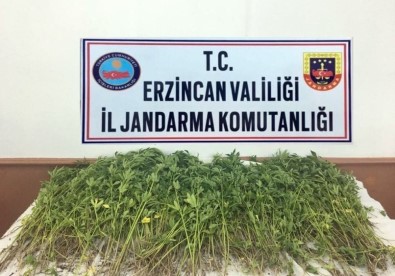 T.C.
ERZİNCAN VALİLİĞİ
İL JANDARMA KOMUTANLIĞI